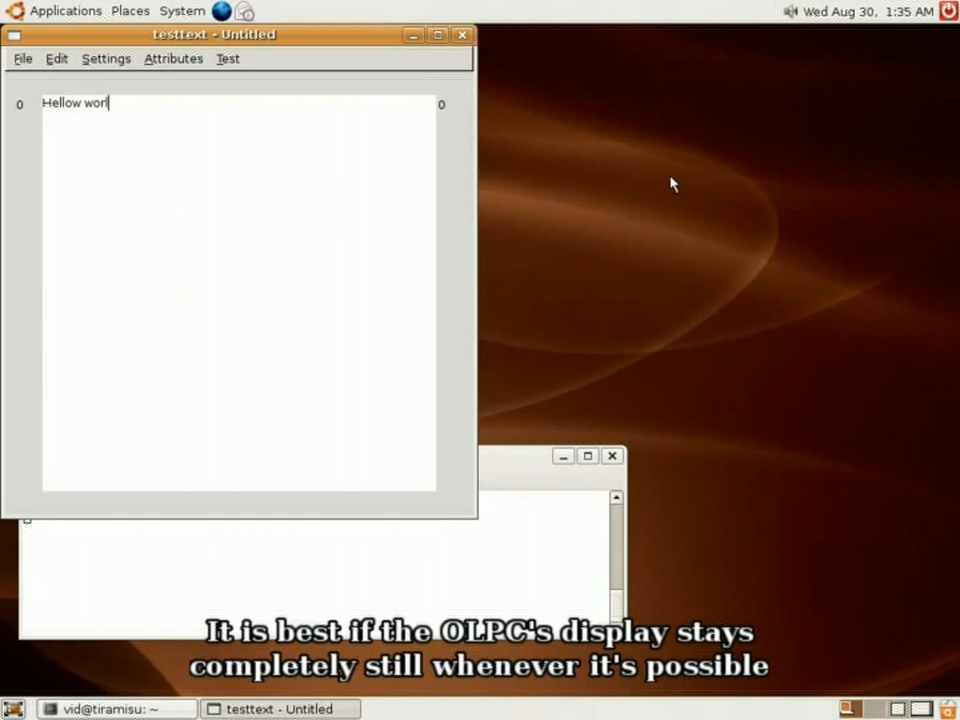 Applications Places System
Wed Aug 30, 1:35 AM
testtext - Untitled
File Edit Settings Attributes Test
0 Hellow worl 0
It is best if the OLPC's display stays
completely still whenever it's possible
vid@tiramisu: ~
testtext - Untitled